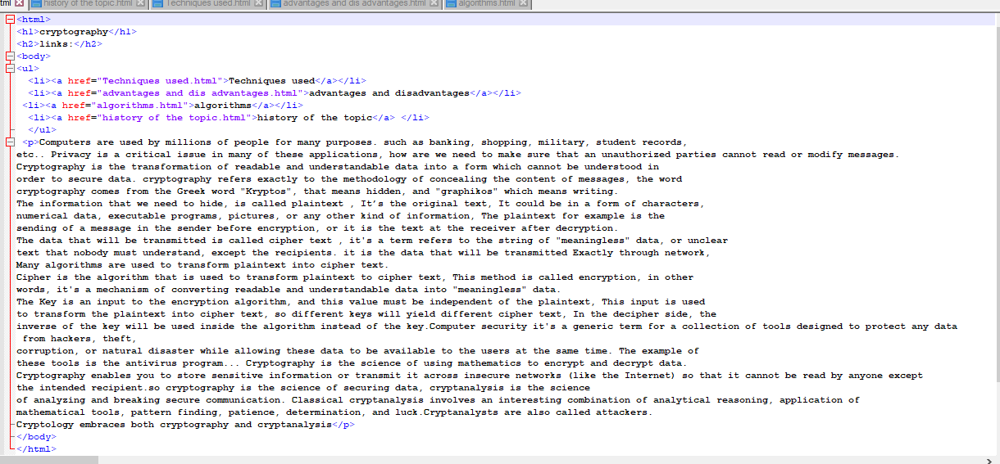 tml history of the topic.html Techniques used.html advantages and dis advantages.html algorithms.html
<html>
<h1>cryptography</h1>
<h2>links:</h2>
<body>
<ul>
<li><a href="Techniques used.html">Techniques used</a></li>
<li><a href="advantages and dis advantages.html">advantages and disadvantages</a></li>
<li><a href="algorithms.html">algorithms</a></li>
<li><a href="history of the topic.html">history of the topic</a> </li>
</ul>
<p>Computers are used by millions of people for many purposes. such as banking, shopping, military, student records,
etc.. Privacy is a critical issue in many of these applications, how are we need to make sure that an unauthorized parties cannot read or modify messages.
Cryptography is the transformation of readable and understandable data into a form which cannot be understood in
order to secure data. cryptography refers exactly to the methodology of concealing the content of messages, the word
cryptography comes from the Greek word "Kryptos", that means hidden, and "graphikos" which means writing.
The information that we need to hide, is called plaintext , It’s the original text, It could be in a form of characters,
numerical data, executable programs, pictures, or any other kind of information, The plaintext for example is the
sending of a message in the sender before encryption, or it is the text at the receiver after decryption.
The data that will be transmitted is called cipher text , it's a term refers to the string of "meaningless" data, or unclear
text that nobody must understand, except the recipients. it is the data that will be transmitted Exactly through network,
Many algorithms are used to transform plaintext into cipher text.
Cipher is the algorithm that is used to transform plaintext to cipher text, This method is called encryption, in other
words, it's a mechanism of converting readable and understandable data into "meaningless" data.
The Key is an input to the encryption algorithm, and this value must be independent of the plaintext, This input is used
to transform the plaintext into cipher text, so different keys will yield different cipher text, In the decipher side, the
inverse of the key will be used inside the algorithm instead of the key.Computer security it's a generic term for a collection of tools designed to protect any data
from hackers, theft,
corruption, or natural disaster while allowing these data to be available to the users at the same time. The example of
these tools is the antivirus program... Cryptography is the science of using mathematics to encrypt and decrypt data.
Cryptography enables you to store sensitive information or transmit it across insecure networks (like the Internet) so that it cannot be read by anyone except
the intended recipient.so cryptography is the science of securing data, cryptanalysis is the science
of analyzing and breaking secure communication. Classical cryptanalysis involves an interesting combination of analytical reasoning, application of
mathematical tools, pattern finding, patience, determination, and luck.Cryptanalysts are also called attackers.
Cryptology embraces both cryptography and cryptanalysis</p>
</body>
</html>